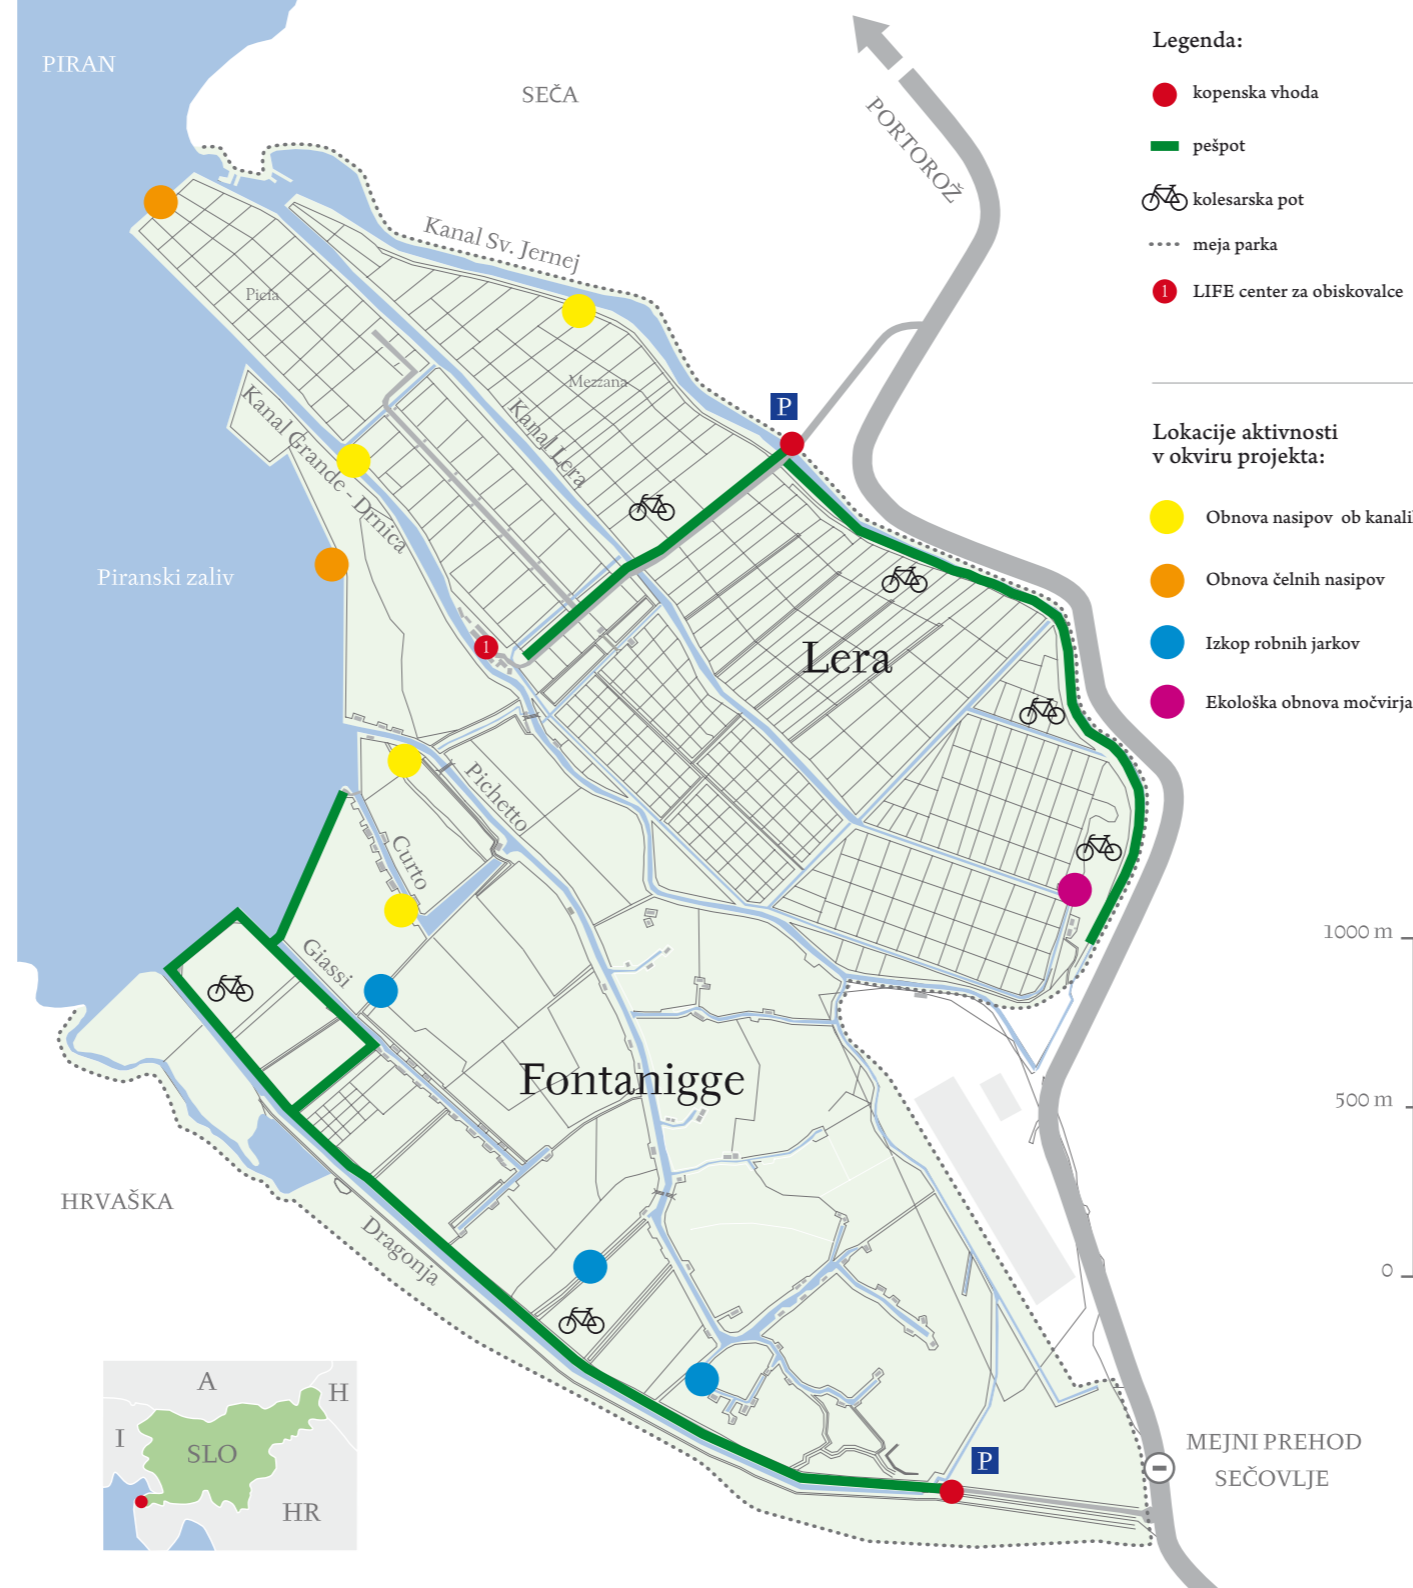 PIRAN
SEČA
PORTOROŽ
Kanal Sv. Jernej
Picia
Mezzana
P
Kanal Grande - Drnica
Kanal Lera
Piranski zaliv
1
Lera
Pichetto
Curto
Giassi
Fontanigge
HRVAŠKA
Dragonja
P
MEJNI PREHOD
SEČOVLJE
A
H
I
SLO
HR
Legenda:
kopenska vhoda
pešpot
kolesarska pot
meja parka
1 LIFE center za obiskovalce
Lokacije aktivnosti
v okviru projekta:
Obnova nasipov ob
Obnova čelnih nasipov
Izkop robnih jarkov
Ekološka obnova močvirja
1000 m
500 m
0